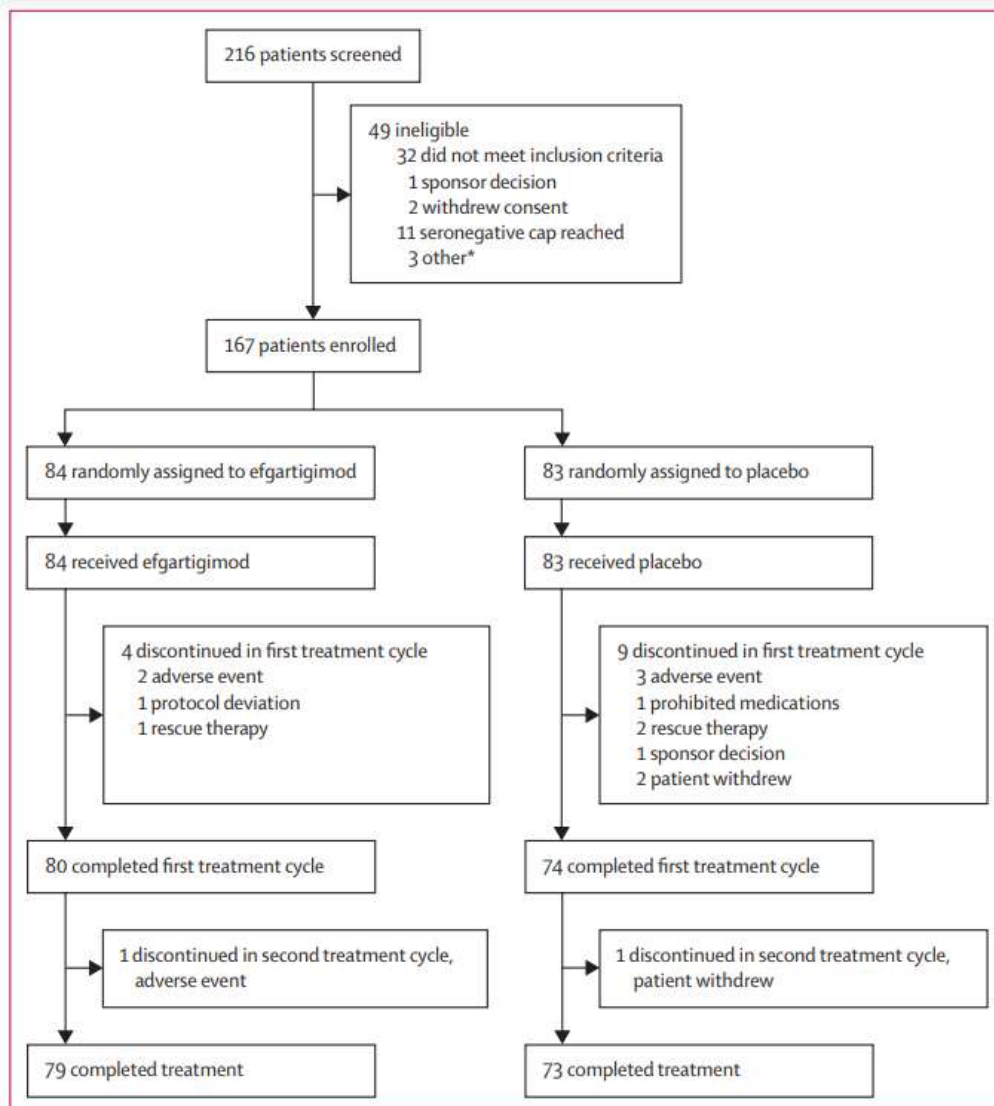 216 patients screened
49 ineligible
32 did not meet inclusion criteria
1 sponsor decision
2 withdrew consent
11 seronegative cap reached
3 other*
167 patients enrolled
84 randomly assigned to efgartigimod
83 randomly assigned to placebo
84 received efgartigimod
83 received placebo
4 discontinued in first treatment cycle
2 adverse event
1 protocol deviation
1 rescue therapy
9 discontinued in first treatment cycle
3 adverse event
1 prohibited medications
2 rescue therapy
1 sponsor decision
2 patient withdrew
80 completed first treatment cycle
74 completed first treatment cycle
1 discontinued in second treatment cycle,
adverse event
1 discontinued in second treatment cycle,
patient withdrew
79 completed treatment
73 completed treatment